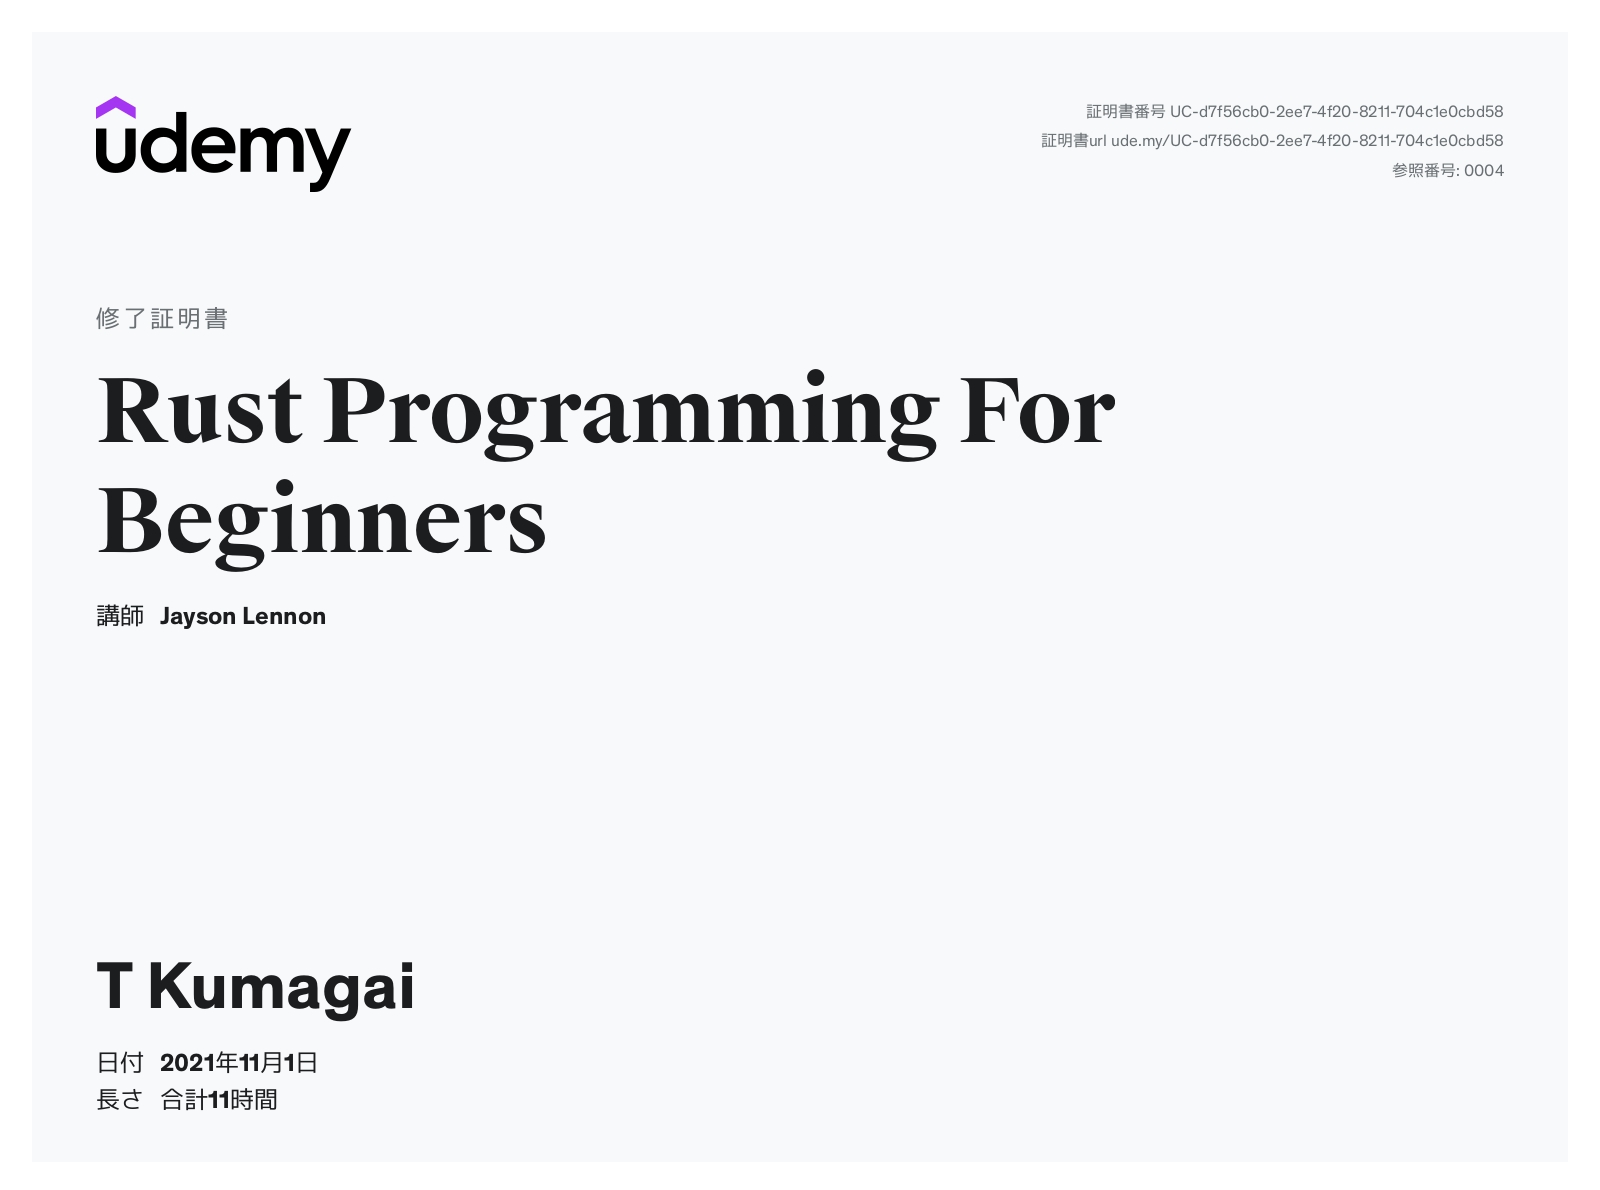 udemy
証明書番号 UC-d7f56cb0-2ee7-4f20-8211-704c1e0cbd58
証明書url ude.my/UC-d7f56cb0-2ee7-4f20-8211-704c1e0cbd58
参照番号: 0004
修了証明書
Rust Programming For
Beginners
講師 Jayson Lennon
T Kumagai
日付 2021年11月1日
長さ 合計11時間